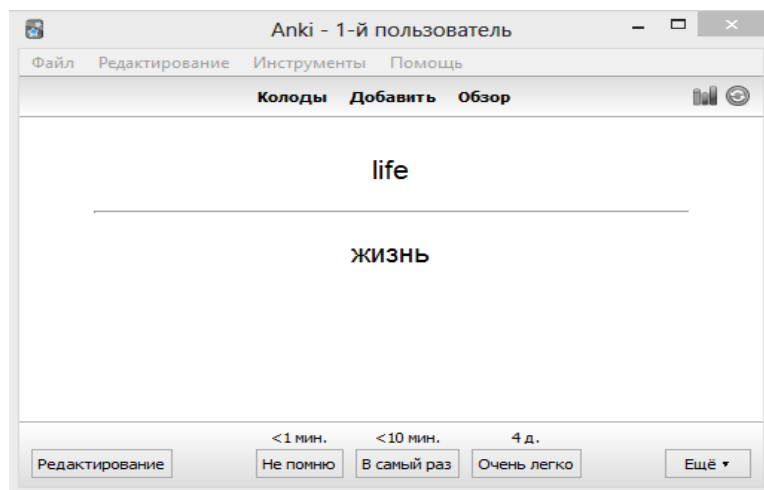 Anki - 1-й пользователь
Файл Редактирование Инструменты Помощь
Колоды Добавить Обзор
life
жизнь
<1 мин. <10 мин. 4 д.
Редактирование Не помню В самый раз Очень легко Ещё ▾